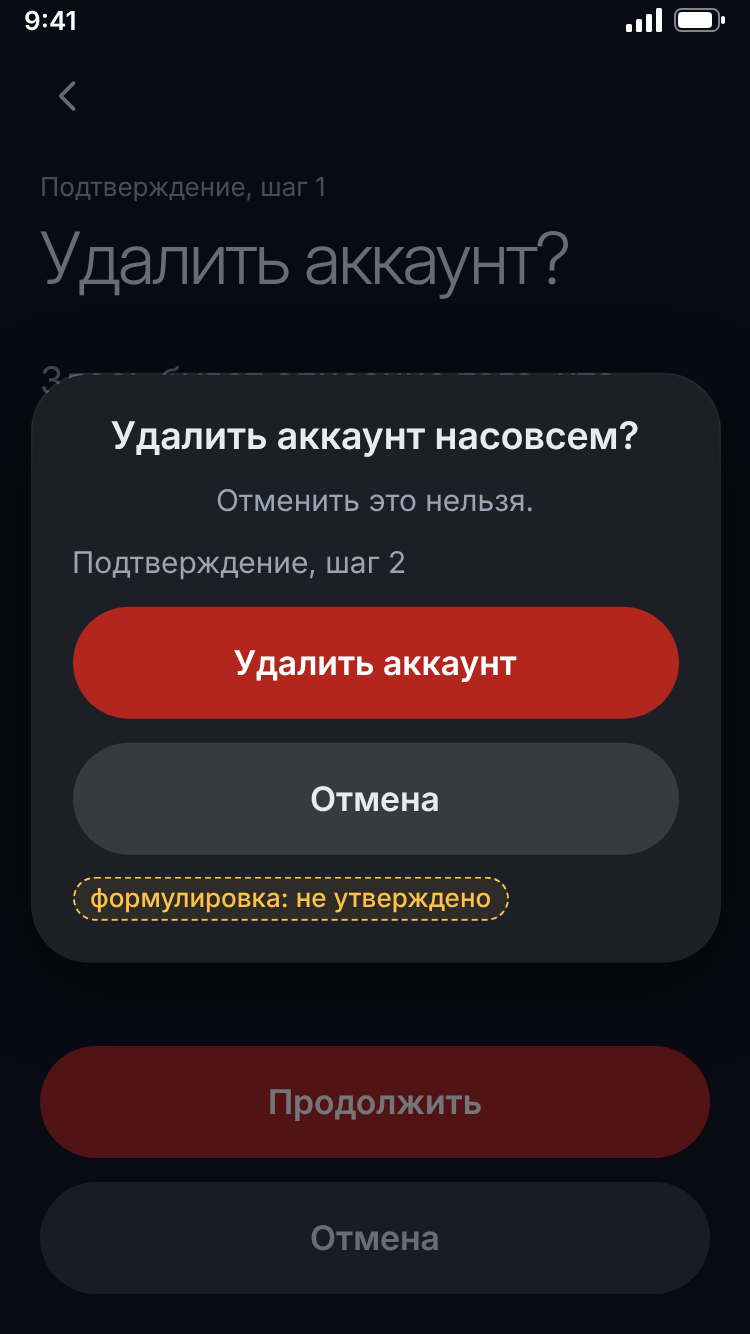 9:41
Подтверждение, шаг 1
Удалить аккаунт?
Удалить аккаунт насовсем?
Отменить это нельзя.
Подтверждение, шаг 2
Удалить аккаунт
Отмена
формулировка: не утверждено
Продолжить
Отмена